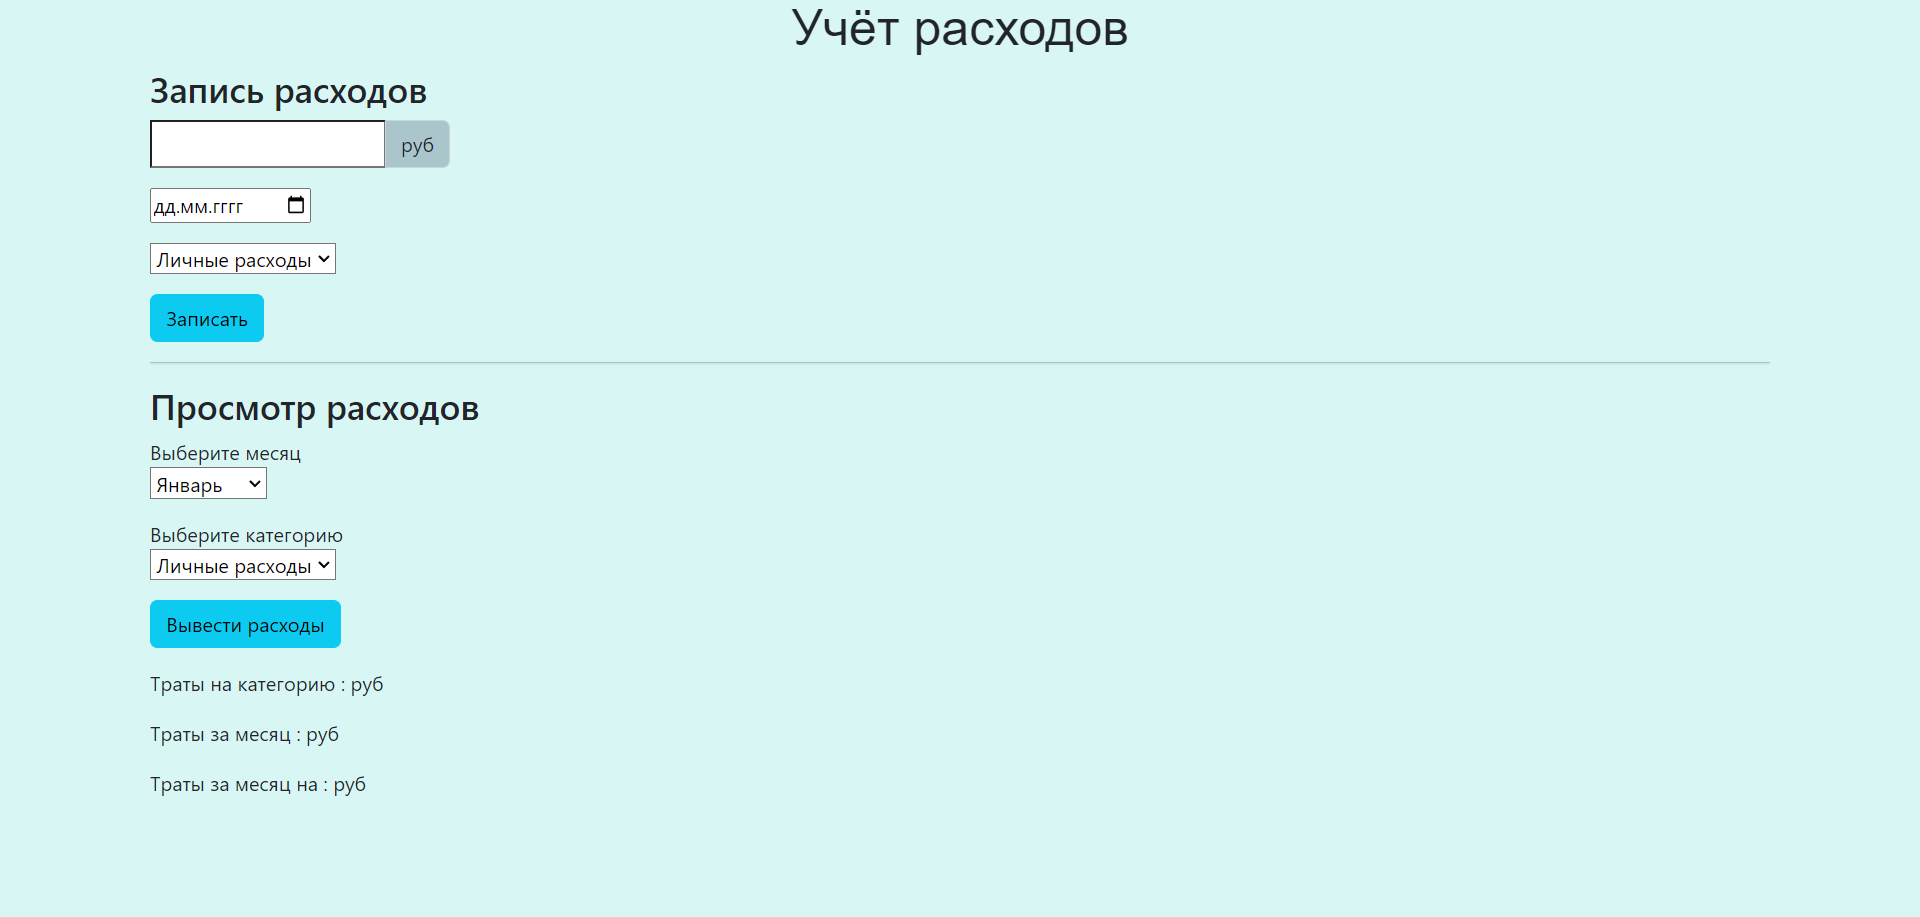 Учёт расходов
Запись расходов
руб
дд.мм.гггг
Личные расходы
Записать
Просмотр расходов
Выберите месяц
Январь
Выберите категорию
Личные расходы
Вывести расходы
Траты на категорию : руб
Траты за месяц : руб
Траты за месяц на : руб